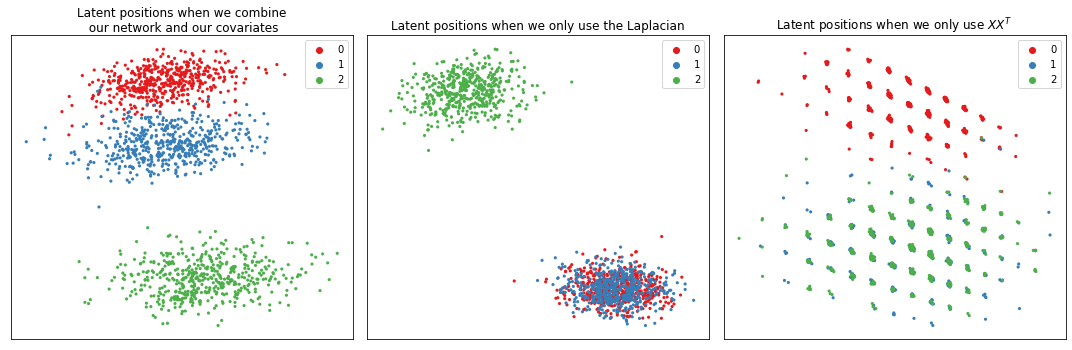 Latent positions when we combine
our network and our covariates
0
1
2
Latent positions when we only use the Laplacian
0
1
2
Latent positions when we only use XXᵀ
0
1
2